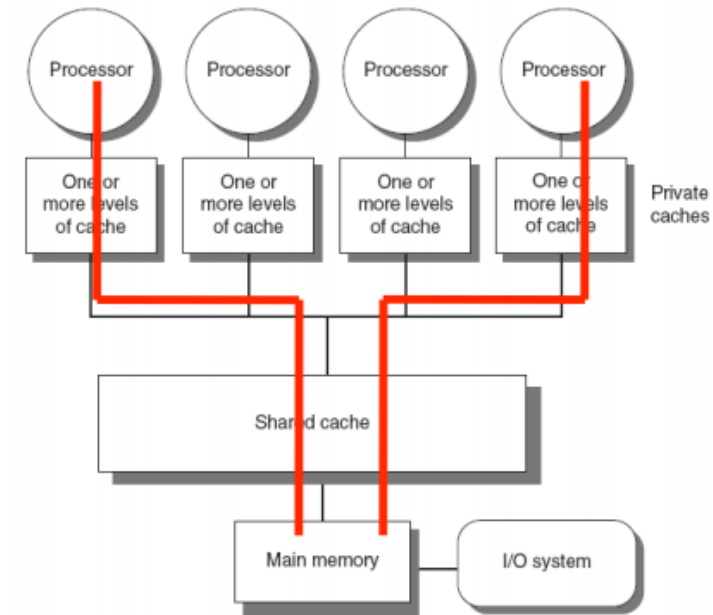 Processor
Processor
Processor
Processor
One or
more levels
of cache
One or
more levels
of cache
One or
more levels
of cache
One or
more levels
of cache
Private
caches
Shared cache
Main memory
I/O system